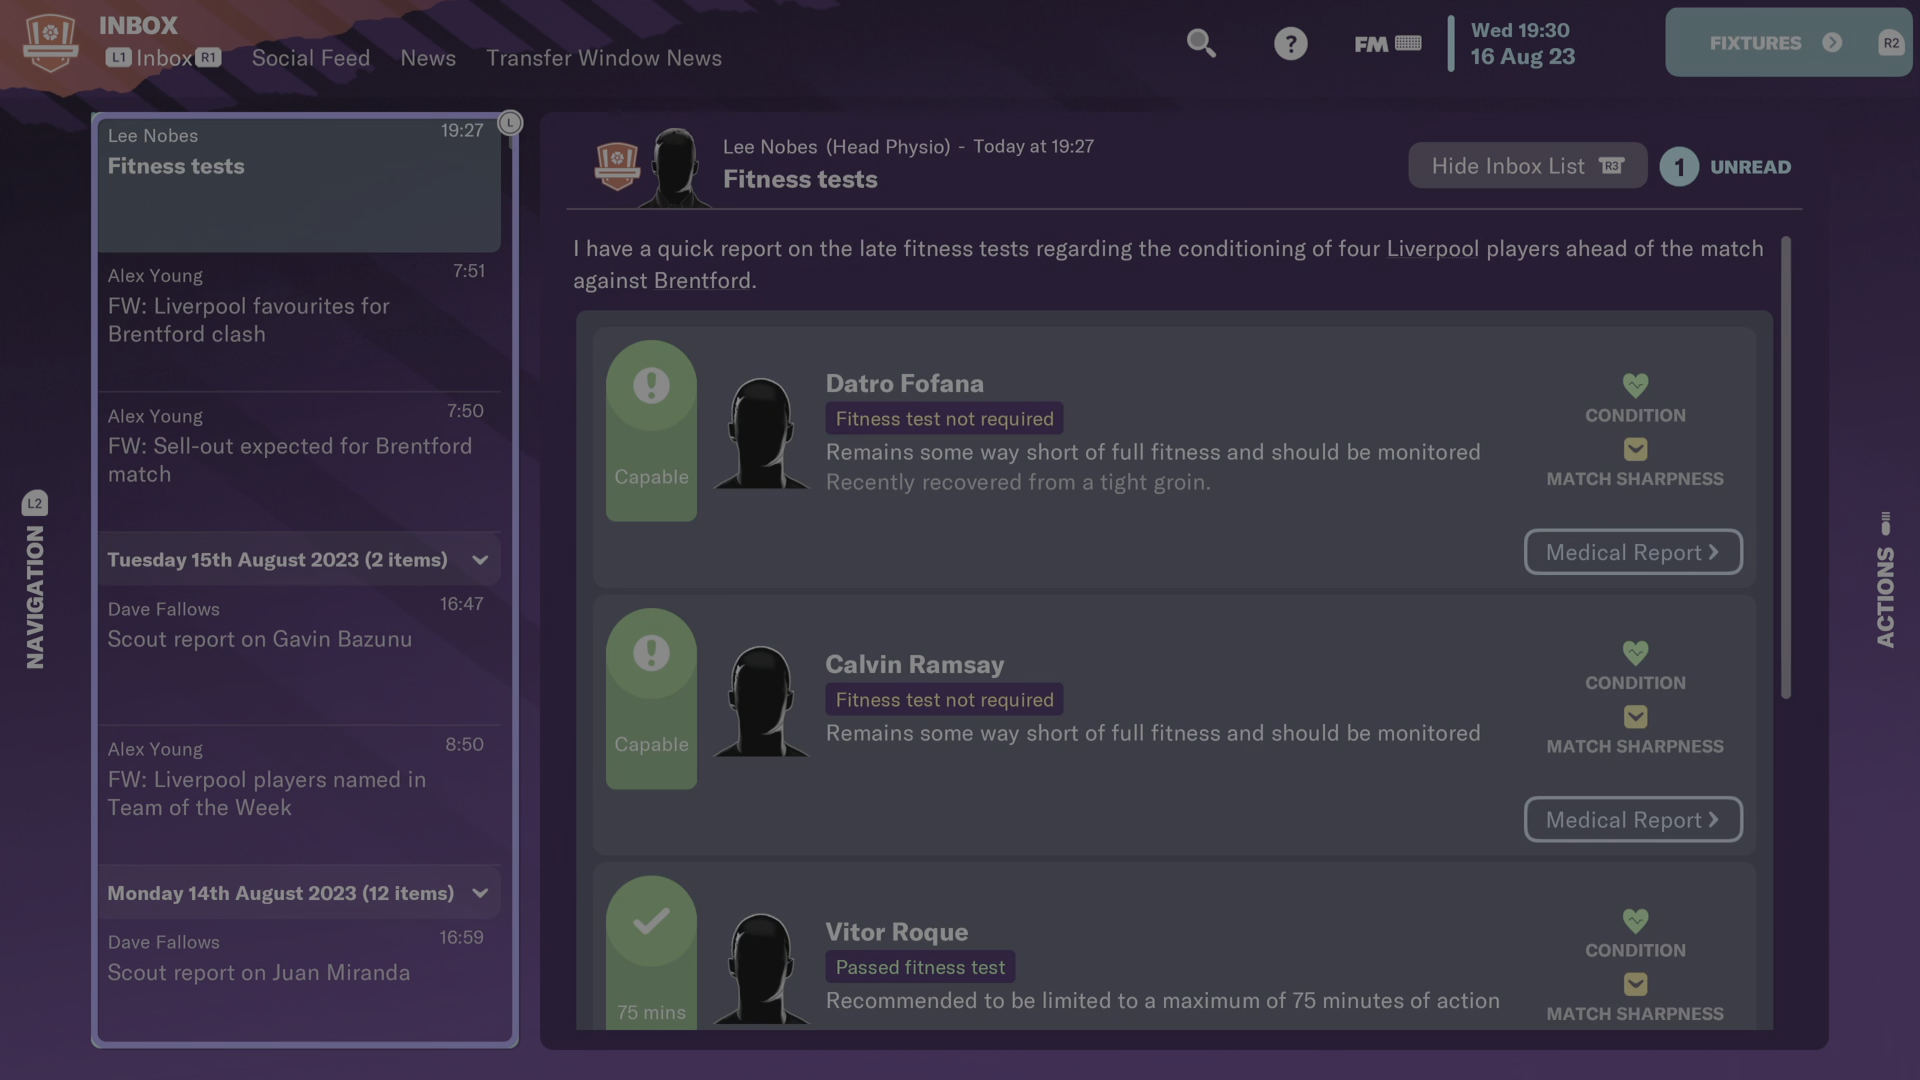 INBOX
L1 Inbox R1 Social Feed News Transfer Window News
?
FM
Wed 19:30
16 Aug 23
FIXTURES R2
L2
NAVIGATION
L
Lee Nobes 19:27
Fitness tests
Alex Young 7:51
FW: Liverpool favourites for
Brentford clash
Alex Young 7:50
FW: Sell-out expected for Brentford
match
Tuesday 15th August 2023 (2 items)
Dave Fallows 16:47
Scout report on Gavin Bazunu
Alex Young 8:50
FW: Liverpool players named in
Team of the Week
Monday 14th August 2023 (12 items)
Dave Fallows 16:59
Scout report on Juan Miranda
Lee Nobes (Head Physio) - Today at 19:27
Fitness tests
Hide Inbox List R3
1 UNREAD
I have a quick report on the late fitness tests regarding the conditioning of four Liverpool players ahead of the match
against Brentford.
Capable
Datro Fofana
Fitness test not required
Remains some way short of full fitness and should be monitored
Recently recovered from a tight groin.
CONDITION
MATCH SHARPNESS
Medical Report
Capable
Calvin Ramsay
Fitness test not required
Remains some way short of full fitness and should be monitored
CONDITION
MATCH SHARPNESS
Medical Report
75 mins
Vitor Roque
Passed fitness test
Recommended to be limited to a maximum of 75 minutes of action
CONDITION
MATCH SHARPNESS
ACTIONS